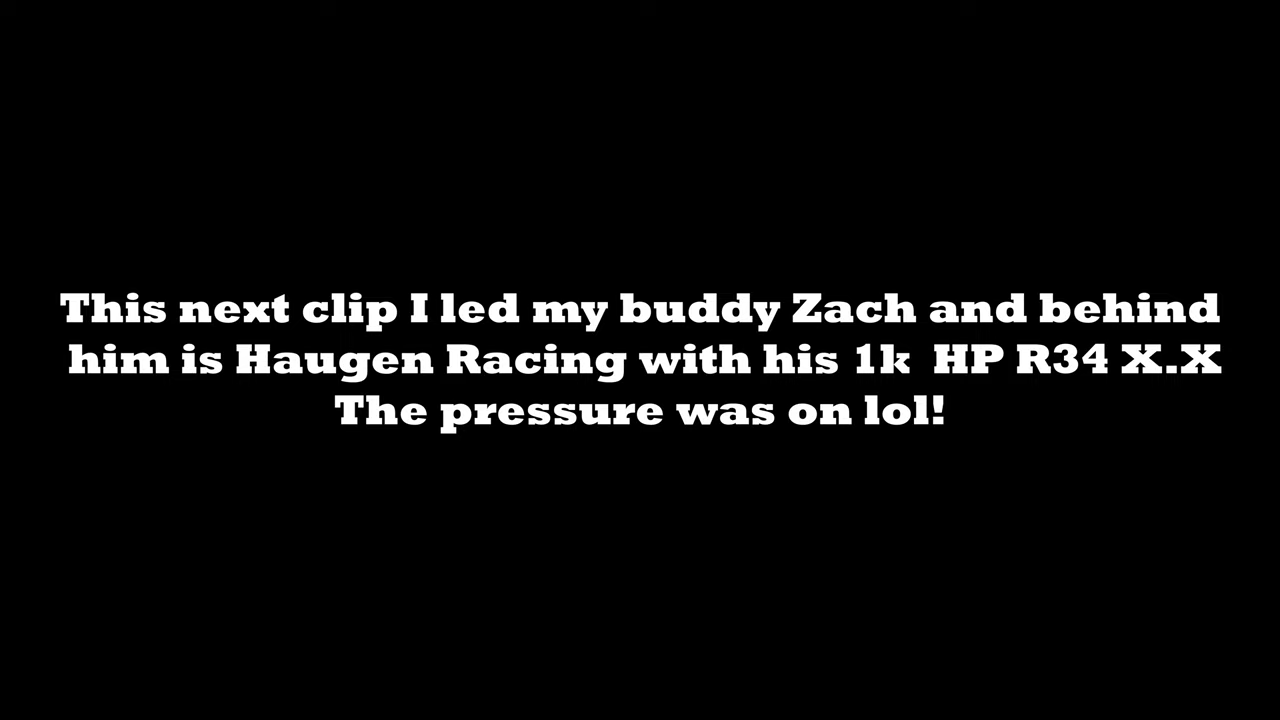 This next clip I led my buddy Zach and behind
him is Haugen Racing with his 1k  HP R34 X.X
The pressure was on lol!